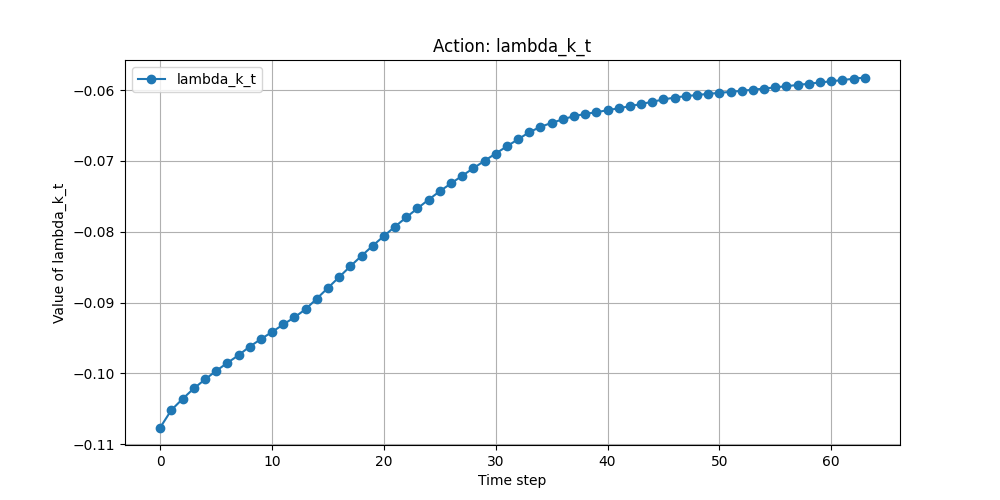 Action: lambda_k_t
lambda_k_t
Value of lambda_k_t
−0.06
−0.07
−0.08
−0.09
−0.10
−0.11
0 10 20 30 40 50 60
Time step